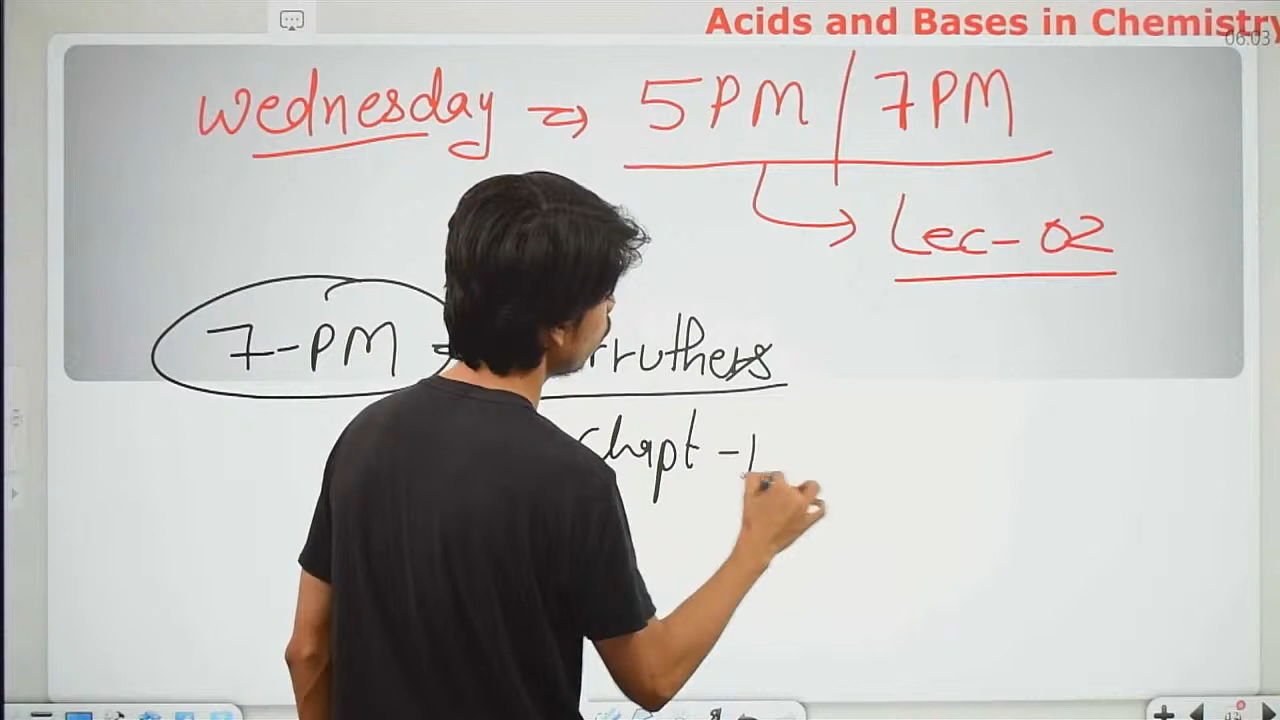 Acids and Bases in Chemistry
06:03
Wednesday ⇒ 5PM / 7PM
Lec-02
7-PM rruthers
Chapt-1